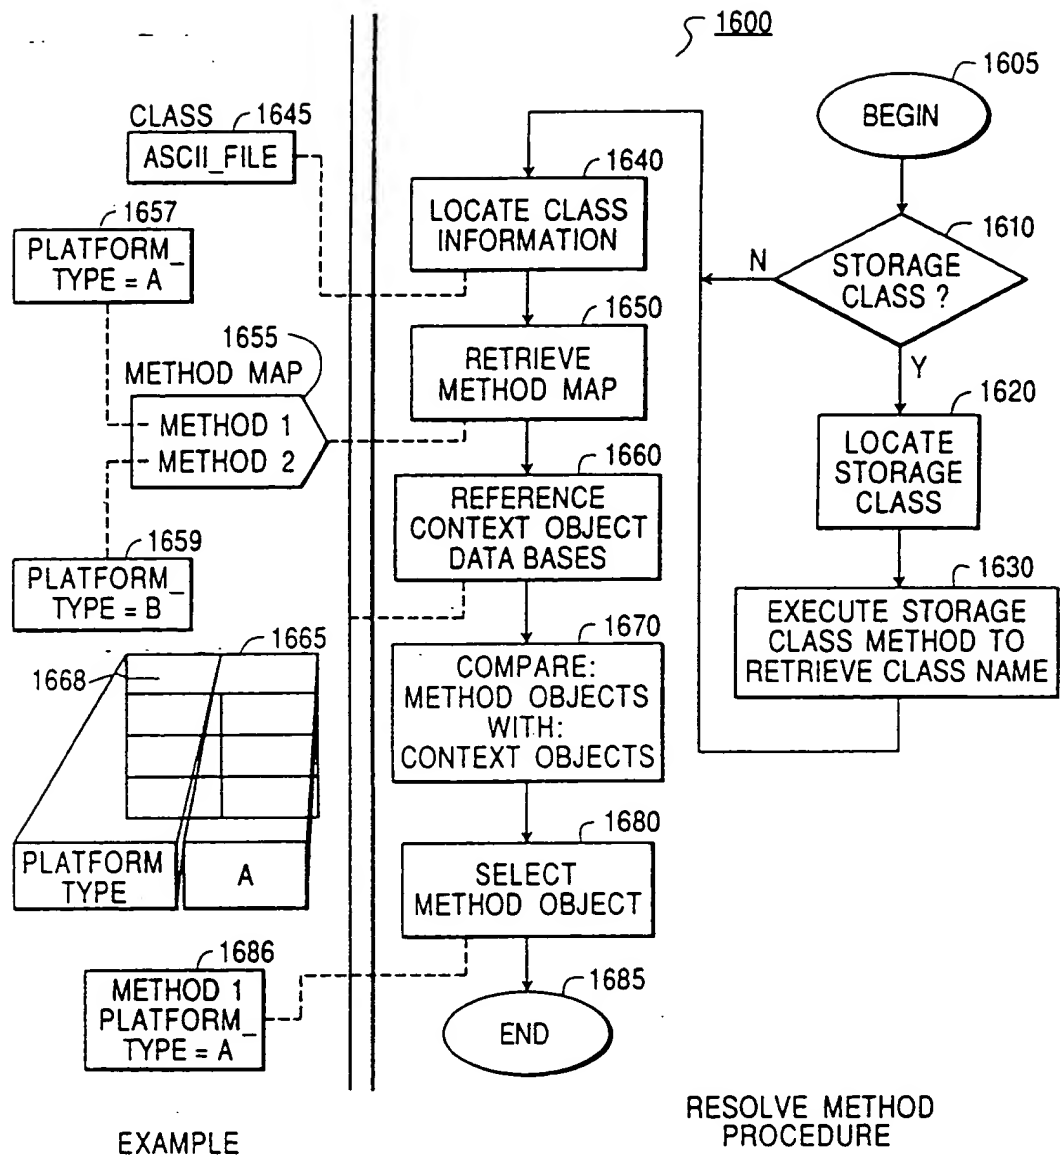 1600
1605
BEGIN
1610
STORAGE
CLASS ?
N
Y
1620
LOCATE
STORAGE
CLASS
1630
EXECUTE STORAGE
CLASS METHOD TO
RETRIEVE CLASS NAME
1640
LOCATE CLASS
INFORMATION
1650
RETRIEVE
METHOD MAP
1660
REFERENCE
CONTEXT OBJECT
DATA BASES
1670
COMPARE:
METHOD OBJECTS
WITH:
CONTEXT OBJECTS
1680
SELECT
METHOD OBJECT
1685
END
RESOLVE METHOD
PROCEDURE
CLASS
1645
ASCII_FILE
1657
PLATFORM_
TYPE = A
1655
METHOD MAP
METHOD 1
METHOD 2
1659
PLATFORM_
TYPE = B
1665
1668
PLATFORM
TYPE
A
1686
METHOD 1
PLATFORM_
TYPE = A
EXAMPLE